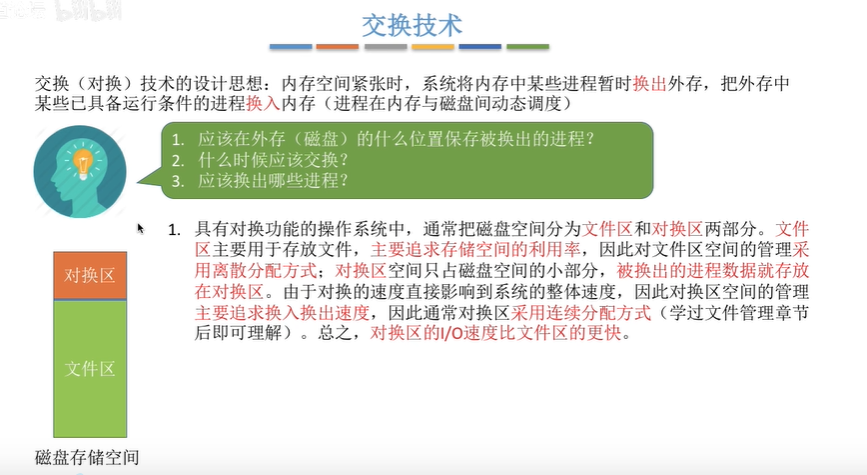 bilibili
交换技术
交换（对换）技术的设计思想：内存空间紧张时，系统将内存中某些进程暂时换出外存，把外存中
某些已具备运行条件的进程换入内存（进程在内存与磁盘间动态调度）
1. 应该在外存（磁盘）的什么位置保存被换出的进程？
2. 什么时候应该交换？
3. 应该换出哪些进程？
1. 具有对换功能的操作系统中，通常把磁盘空间分为文件区和对换区两部分。文件
区主要用于存放文件，主要追求存储空间的利用率，因此对文件区空间的管理采
用离散分配方式；对换区空间只占磁盘空间的小部分，被换出的进程数据就存放
在对换区。由于对换的速度直接影响到系统的整体速度，因此对换区空间的管理
主要追求换入换出速度，因此通常对换区采用连续分配方式（学过文件管理章节
后即可理解）。总之，对换区的I/O速度比文件区的更快。
对换区
文件区
磁盘存储空间